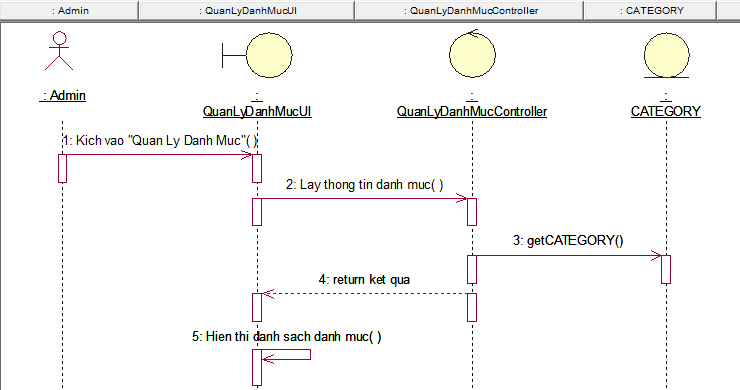 : Admin
: QuanLyDanhMucUI
: QuanLyDanhMucController
: CATEGORY
: Admin
:
QuanLyDanhMucUI
:
QuanLyDanhMucController
:
CATEGORY
1: Kich vao "Quan Ly Danh Muc"( )
2: Lay thong tin danh muc( )
3: getCATEGORY()
4: return ket qua
5: Hien thi danh sach danh muc( )